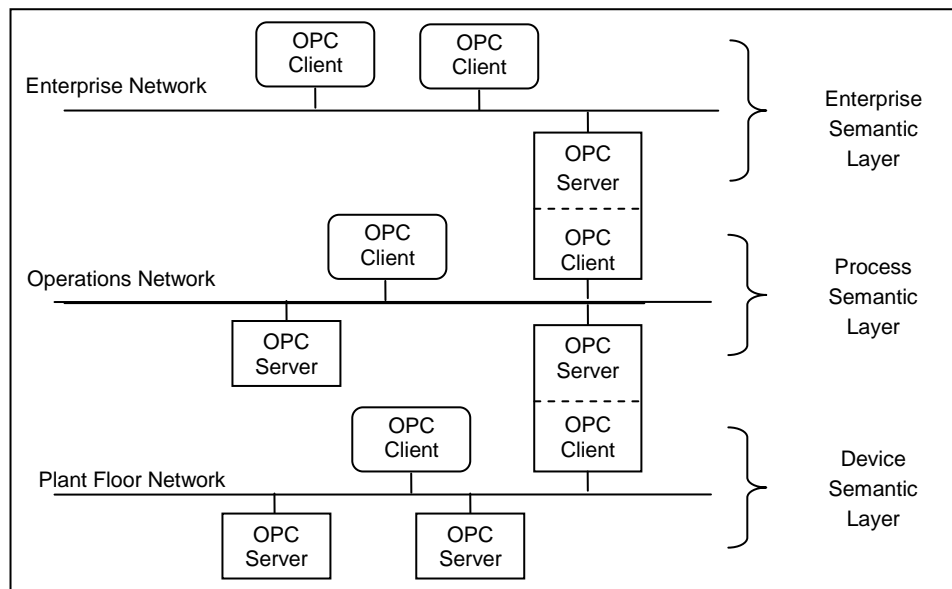 OPC
Client
OPC
Client
Enterprise Network
Enterprise
Semantic
Layer
OPC
Server
OPC
Client
OPC
Client
Operations Network
Process
Semantic
Layer
OPC
Server
OPC
Server
OPC
Client
OPC
Client
Plant Floor Network
Device
Semantic
Layer
OPC
Server
OPC
Server